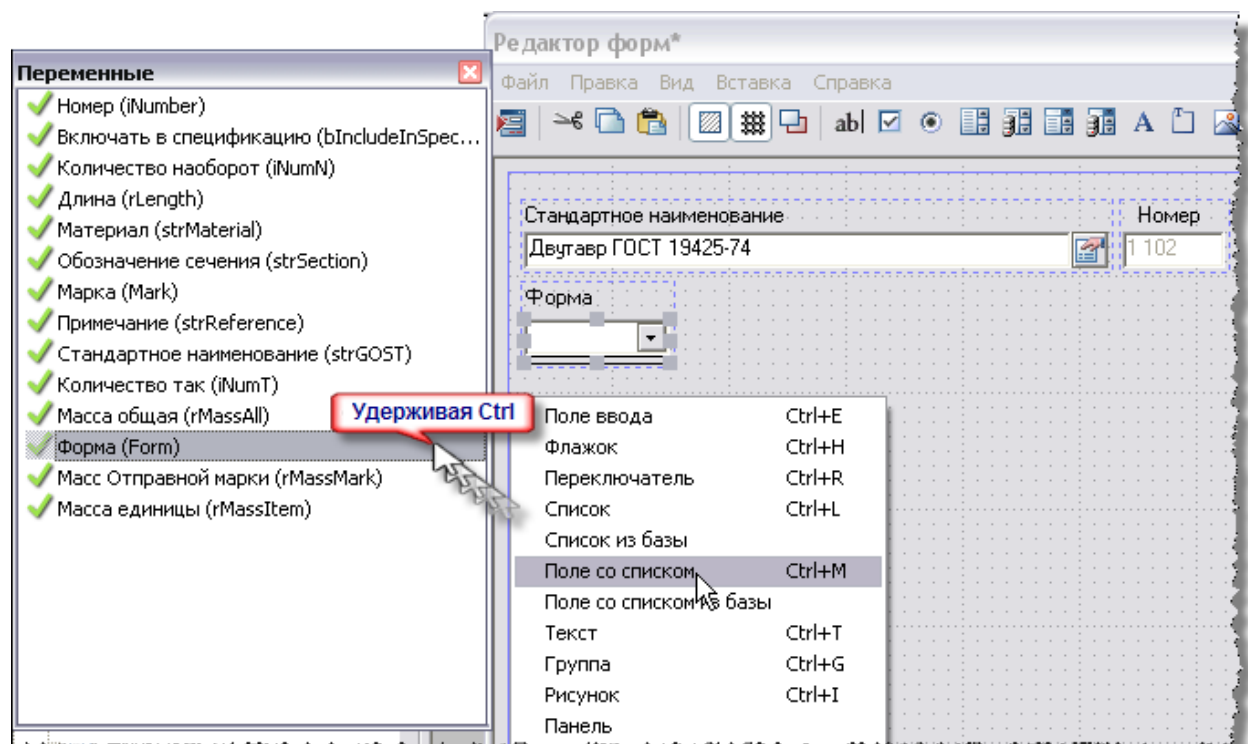 Редактор форм*
Переменные
Файл Правка Вид Вставка Справка
ab|
A
Номер (iNumber)
Включать в спецификацию (bIncludeInSpec...
Количество наоборот (iNumN)
Длина (rLength)
Материал (strMaterial)
Обозначение сечения (strSection)
Марка (Mark)
Примечание (strReference)
Стандартное наименование (strGOST)
Количество так (iNumT)
Масса общая (rMassAll)
Форма (Form)
Масс Отправной марки (rMassMark)
Масса единицы (rMassItem)
Удерживая Ctrl
Стандартное наименование
Номер
Двутавр ГОСТ 19425-74
1 102
Форма
Поле ввода Ctrl+E
Флажок Ctrl+H
Переключатель Ctrl+R
Список Ctrl+L
Список из базы
Поле со списком Ctrl+M
Поле со списком из базы
Текст Ctrl+T
Группа Ctrl+G
Рисунок Ctrl+I
Панель